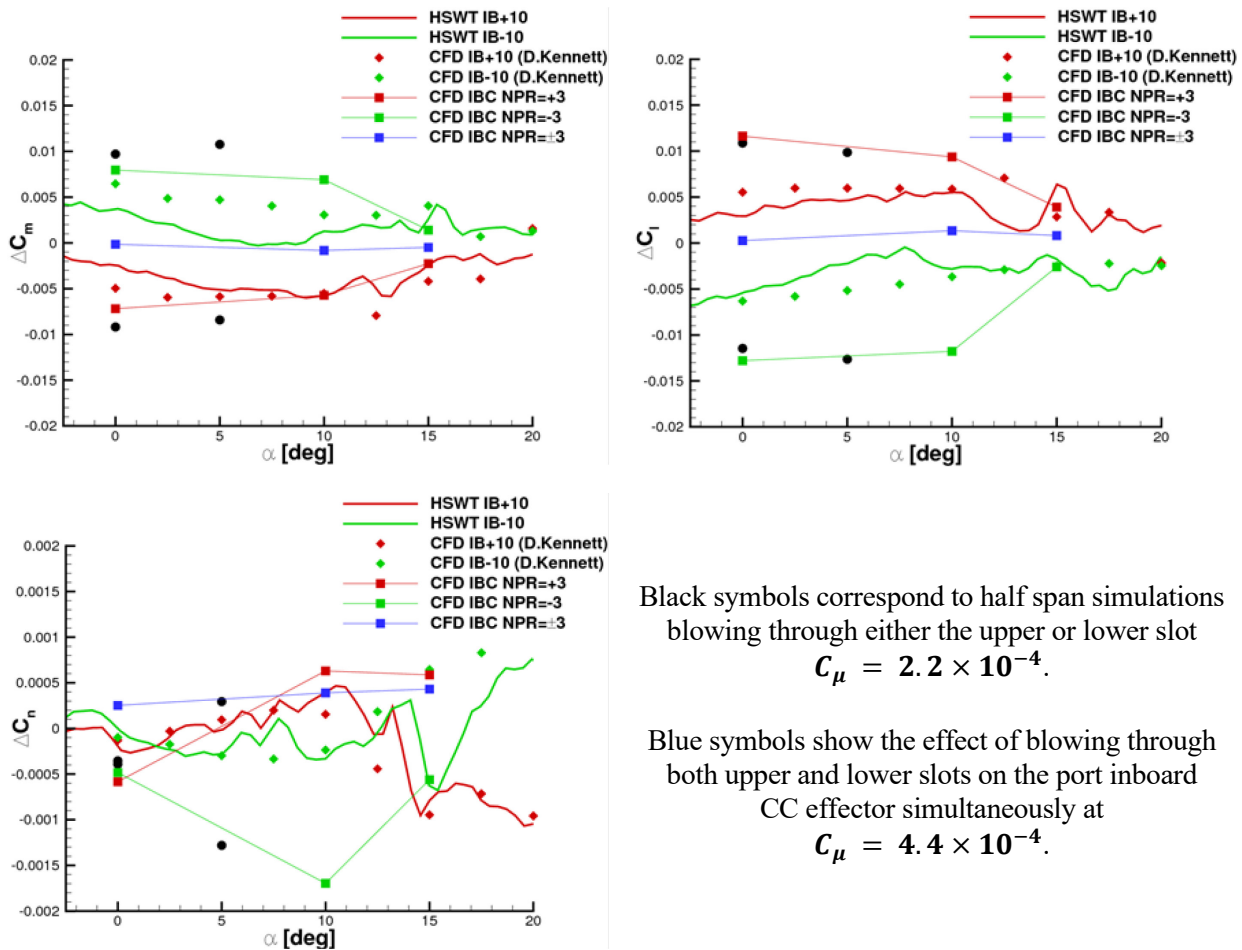 HSWT IB+10
HSWT IB-10
CFD IB+10 (D.Kennett)
CFD IB-10 (D.Kennett)
CFD IBC NPR=+3
CFD IBC NPR=-3
CFD IBC NPR=±3
0.02
0.015
0.01
0.005
0
-0.005
-0.01
-0.015
-0.02
ΔCm
0 5 10 15 20
α [deg]
HSWT IB+10
HSWT IB-10
CFD IB+10 (D.Kennett)
CFD IB-10 (D.Kennett)
CFD IBC NPR=+3
CFD IBC NPR=-3
CFD IBC NPR=±3
0.02
0.015
0.01
0.005
0
-0.005
-0.01
-0.015
-0.02
ΔCl
0 5 10 15 20
α [deg]
HSWT IB+10
HSWT IB-10
CFD IB+10 (D.Kennett)
CFD IB-10 (D.Kennett)
CFD IBC NPR=+3
CFD IBC NPR=-3
CFD IBC NPR=±3
0.002
0.0015
0.001
0.0005
0
-0.0005
-0.001
-0.0015
-0.002
ΔCn
0 5 10 15 20
α [deg]
Black symbols correspond to half span simulations
blowing through either the upper or lower slot
Cμ = 2.2 × 10⁻⁴.
Blue symbols show the effect of blowing through
both upper and lower slots on the port inboard
CC effector simultaneously at
Cμ = 4.4 × 10⁻⁴.